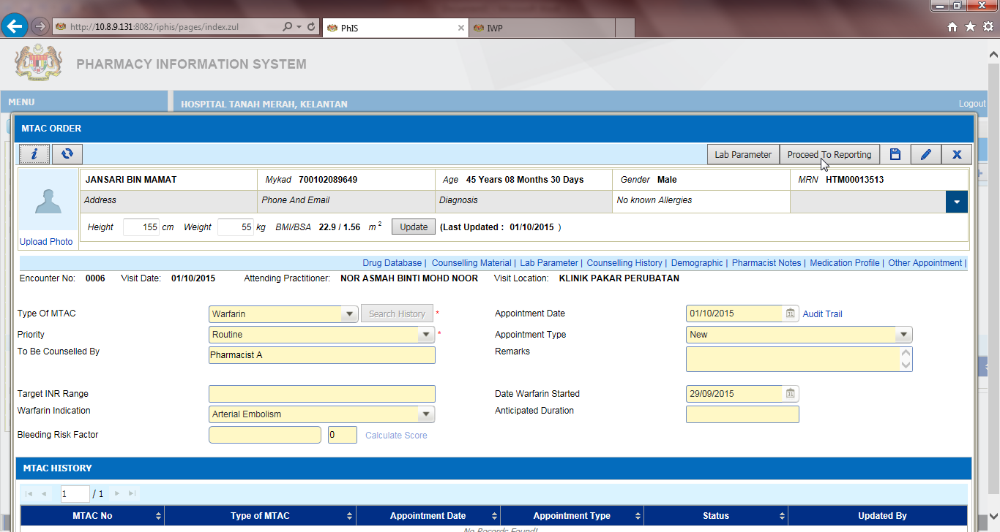 http://10.8.9.131:8082/iphis/pages/index.zul PhIS IWP
PHARMACY INFORMATION SYSTEM
MENU HOSPITAL TANAH MERAH, KELANTAN Logout
MTAC ORDER
i Lab Parameter Proceed To Reporting X
JANSARI BIN MAMAT Mykad 700102089649 Age 45 Years 08 Months 30 Days Gender Male MRN HTM00013513
Address Phone And Email Diagnosis No known Allergies
Height 155 cm Weight 55 kg BMI/BSA 22.9 / 1.56 m 2 Update (Last Updated : 01/10/2015 )
Upload Photo
Drug Database | Counselling Material | Lab Parameter | Counselling History | Demographic | Pharmacist Notes | Medication Profile | Other Appointment |
Encounter No: 0006 Visit Date: 01/10/2015 Attending Practitioner: NOR ASMAH BINTI MOHD NOOR Visit Location: KLINIK PAKAR PERUBATAN
Type Of MTAC Warfarin Search History * Appointment Date 01/10/2015 31 Audit Trail
Priority Routine * Appointment Type New
To Be Counselled By Pharmacist A Remarks
Target INR Range Date Warfarin Started 29/09/2015 31
Warfarin Indication Arterial Embolism Anticipated Duration
Bleeding Risk Factor 0 Calculate Score
MTAC HISTORY
1 / 1
MTAC No Type of MTAC Appointment Date Appointment Type Status Updated By
No Records Found!